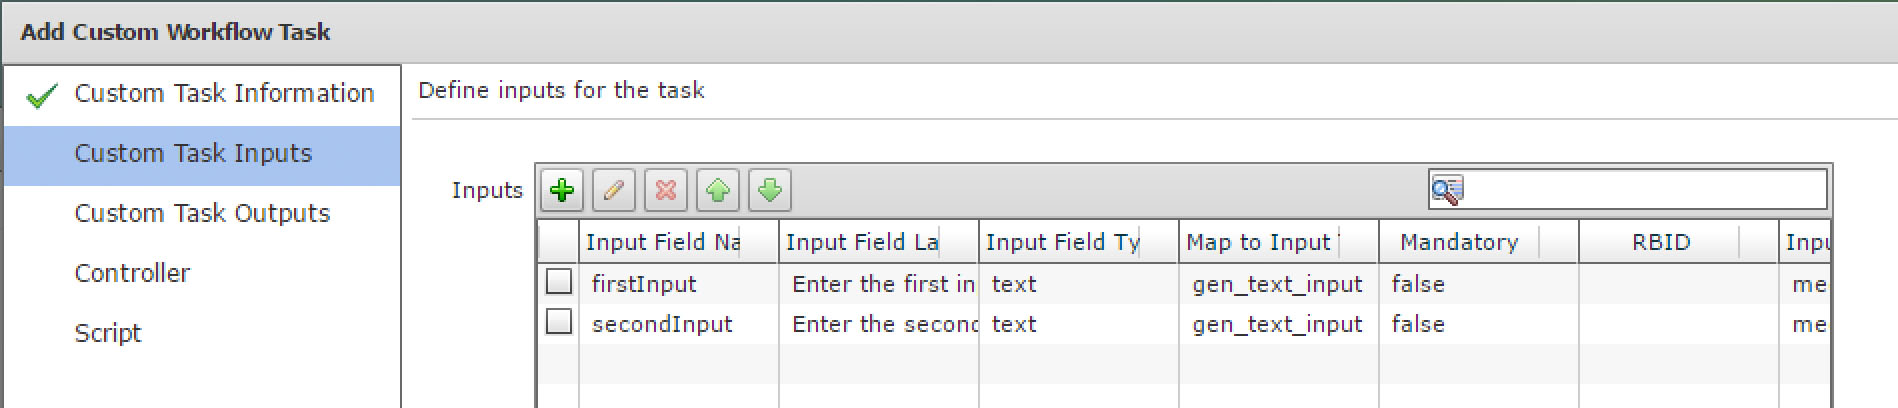 Add Custom Workflow Task
Custom Task Information
Custom Task Inputs
Custom Task Outputs
Controller
Script
Define inputs for the task
Inputs
Input Field Na Input Field La Input Field Ty Map to Input Mandatory RBID Inpu
firstInput Enter the first in text gen_text_input false me
secondInput Enter the second text gen_text_input false me